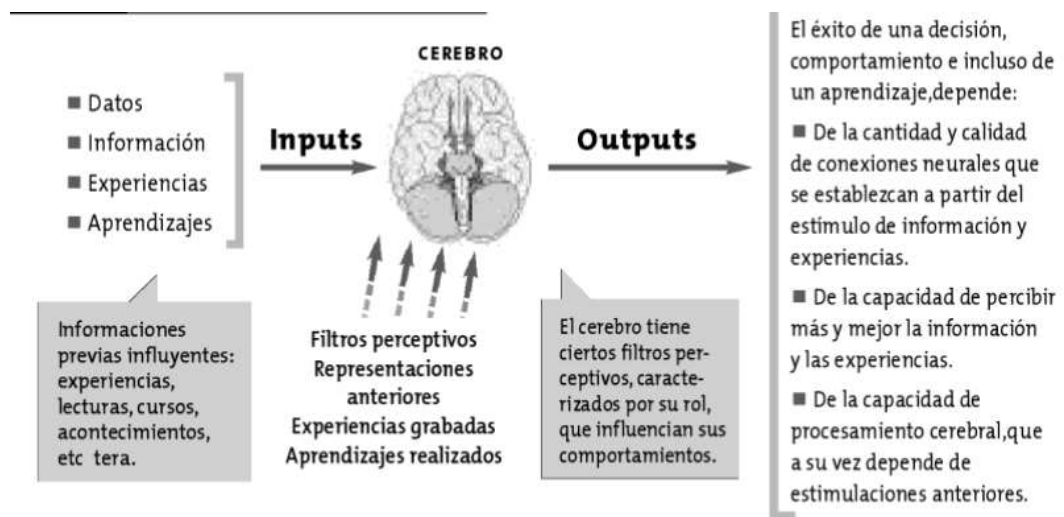 CEREBRO
■ Datos
■ Información
■ Experiencias
■ Aprendizajes
Inputs
Outputs
Informaciones
previas influyentes:
experiencias,
lecturas, cursos,
acontecimientos,
etc tera.
Filtros perceptivos
Representaciones
anteriores
Experiencias grabadas
Aprendizajes realizados
El cerebro tiene
ciertos filtros per-
ceptivos, caracte-
rizados por su rol,
que influencian sus
comportamientos.
El éxito de una decisión,
comportamiento e incluso de
un aprendizaje,depende:
■ De la cantidad y calidad
de conexiones neurales que
se establezcan a partir del
estímulo de información y
experiencias.
■ De la capacidad de percibir
más y mejor la información
y las experiencias.
■ De la capacidad de
procesamiento cerebral,que
a su vez depende de
estimulaciones anteriores.